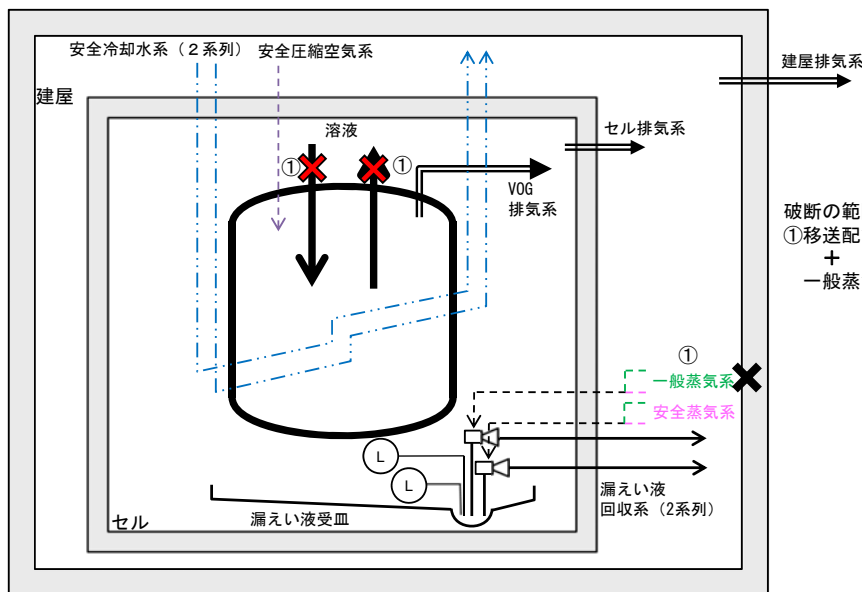 安全冷却水系（２系列）
安全圧縮空気系
建屋排気系
建屋
溶液
セル排気系
①
①
VOG
排気系
破断の範
①移送配
＋
一般蒸
①
一般蒸気系
安全蒸気系
L
L
漏えい液
回収系（2系列）
漏えい液受皿
セル